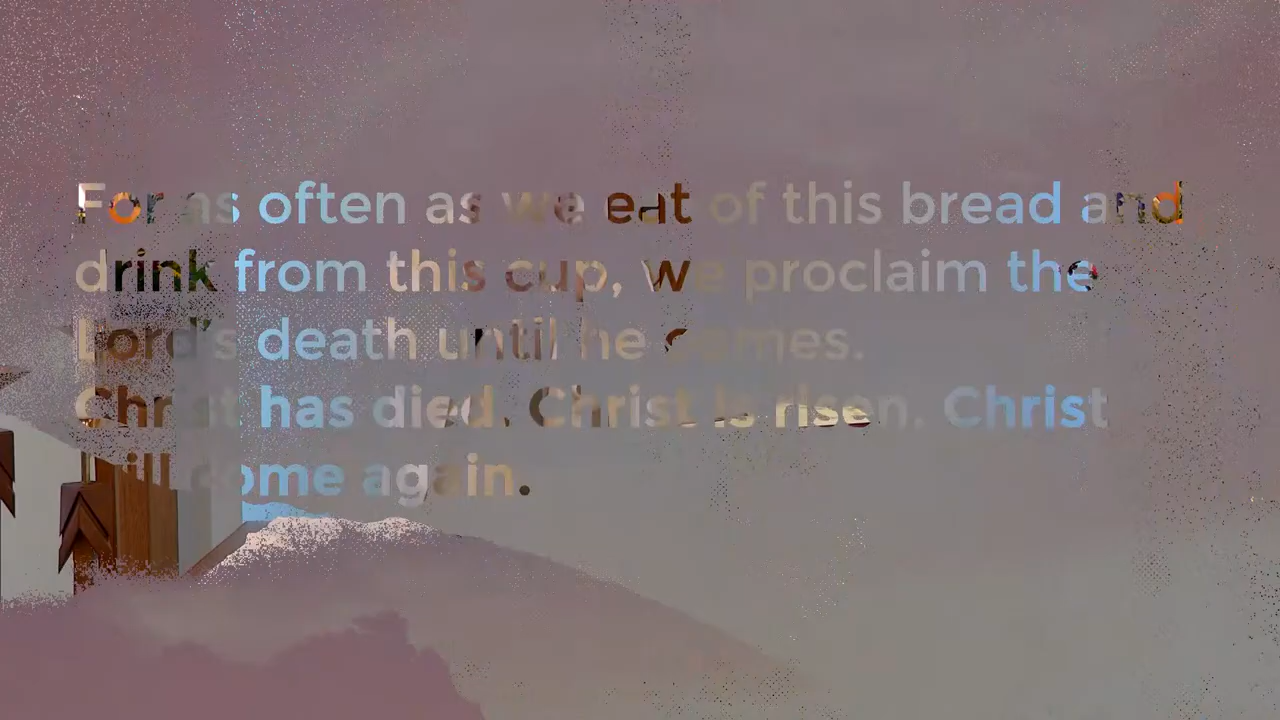 For as often as we eat of this bread and
drink from this cup, we proclaim the
Lord's death until he comes.
Christ has died. Christ is risen. Christ
will come again.